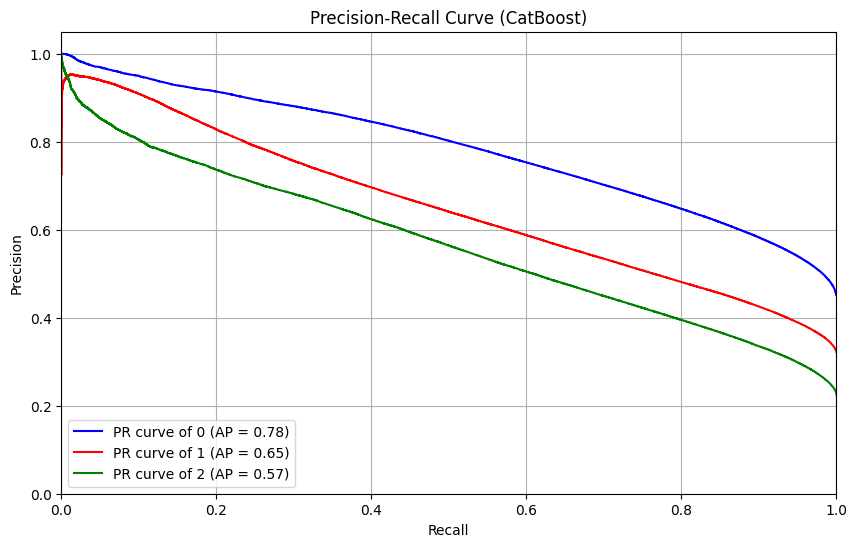 Precision-Recall Curve (CatBoost)
1.0
0.8
0.6
0.4
0.2
0.0
Precision
PR curve of 0 (AP = 0.78)
PR curve of 1 (AP = 0.65)
PR curve of 2 (AP = 0.57)
0.0 0.2 0.4 0.6 0.8 1.0
Recall